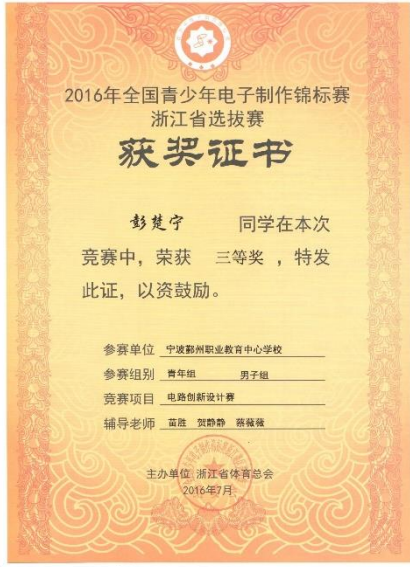 2016年全国青少年电子制作锦标赛
浙江省选拔赛
获奖证书
彭楚宁 同学在本次
竞赛中，荣获 三等奖 ，特发
此证，以资鼓励。
参赛单位 宁波鄞州职业教育中心学校
参赛组别 青年组 男子组
竞赛项目 电路创新设计赛
辅导老师 苗胜 贺静静 蔡薇薇
主办单位 浙江省体育总会
2016年7月